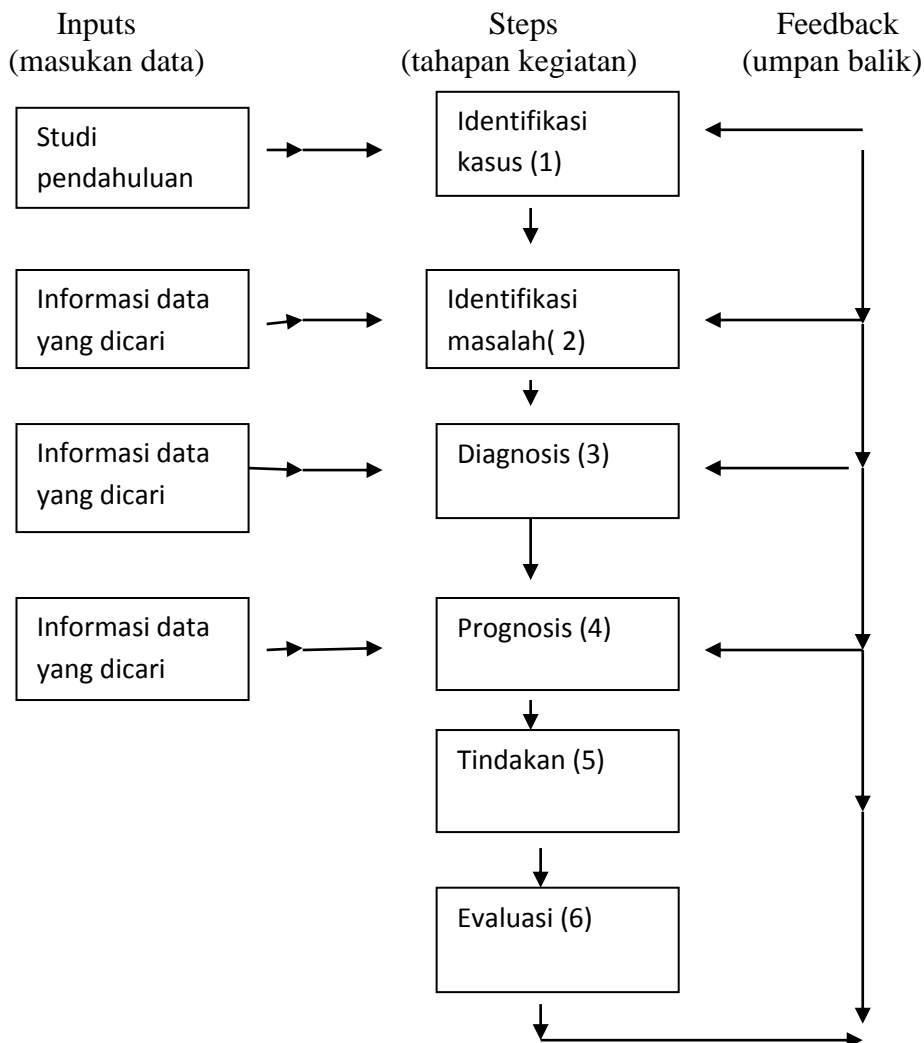 Inputs
(masukan data)
Steps
(tahapan kegiatan)
Feedback
(umpan balik)
Studi
pendahuluan
Identifikasi
kasus (1)
Informasi data
yang dicari
Identifikasi
masalah( 2)
Informasi data
yang dicari
Diagnosis (3)
Informasi data
yang dicari
Prognosis (4)
Tindakan (5)
Evaluasi (6)